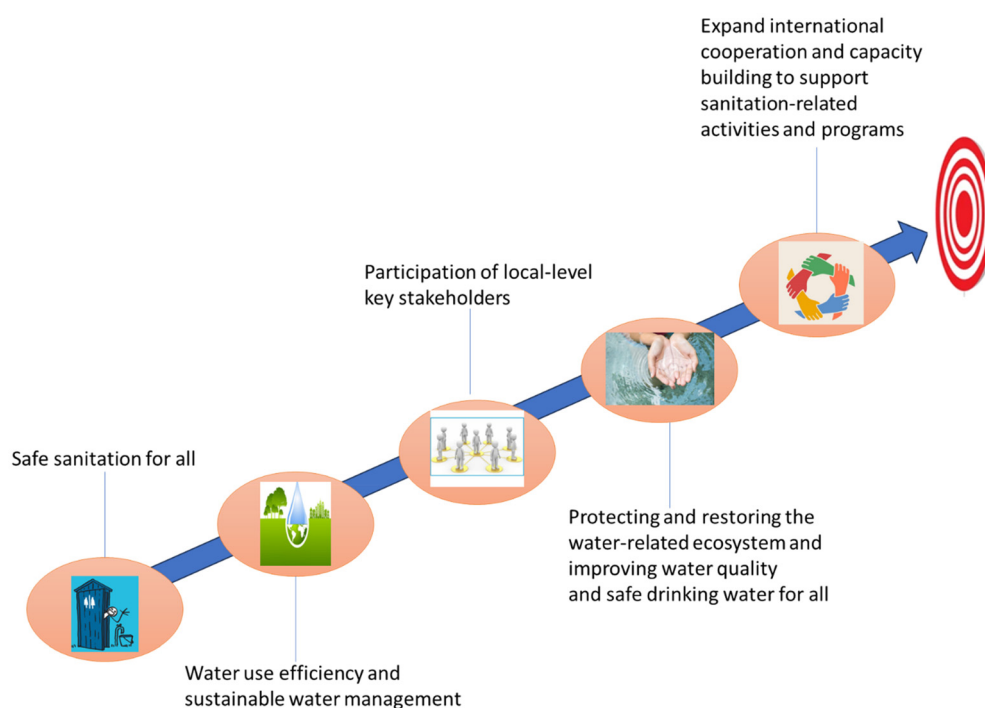 Expand international
cooperation and capacity
building to support
sanitation-related
activities and programs
Participation of local-level
key stakeholders
Safe sanitation for all
Protecting and restoring the
water-related ecosystem and
improving water quality
and safe drinking water for all
Water use efficiency and
sustainable water management